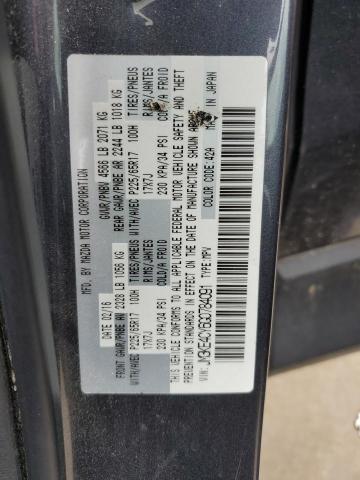 MFD. BY MAZDA MOTOR CORPORATION
DATE: 02/16 GVWR/PNBV 4566 LB 2071 KG
FRONT GAWR/PNBE AV 2328 LB 1056 KG REAR GAWR/PNBE AR 2244 LB 1018 KG
WITH/AVEC P225/65R17 100H TIRES/PNEUS WITH/AVEC P225/65R17 100H TIRES/PNEUS
17X7J RIMS/JANTES 17X7J RIMS/JANTES
230 KPA/34 PSI COLD/A FROID 230 KPA/34 PSI COLD/A FROID
THIS VEHICLE CONFORMS TO ALL APPLICABLE FEDERAL MOTOR VEHICLE SAFETY AND THEFT
PREVENTION STANDARDS IN EFFECT ON THE DATE OF MANUFACTURE SHOWN
VIN: JM3KE4CY6G0784091 TYPE: MPV COLOR CODE: 42A IN JAPAN